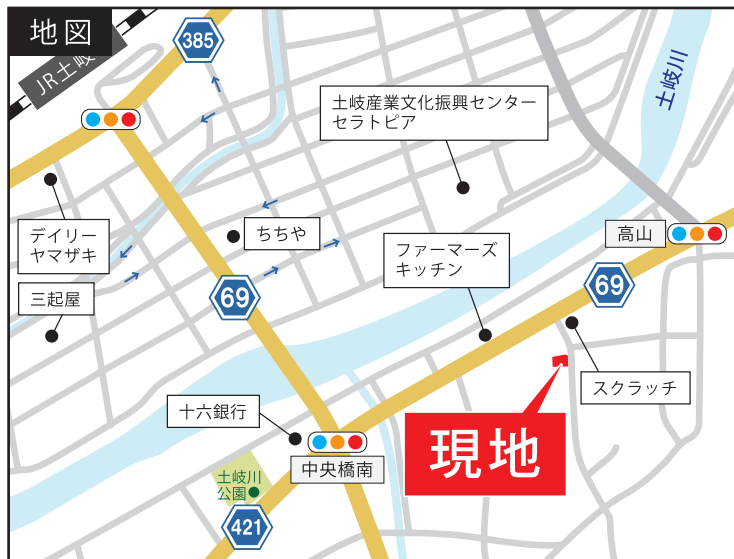 地図
385
JR土岐
土岐川
土岐産業文化振興センター
セラトピア
デイリー
ヤマザキ
ちちや
高山
ファーマーズ
キッチン
三起屋
69
69
スクラッチ
十六銀行
現地
中央橋南
土岐川
公園
421